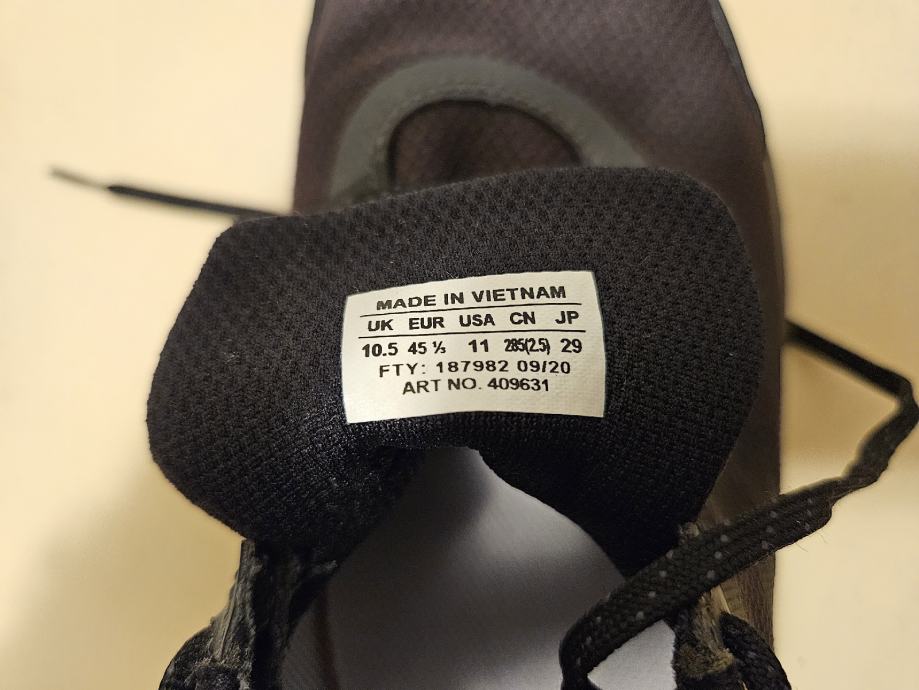 MADE IN VIETNAM
UK EUR USA CN JP
10.5 45 ⅓ 11 285(2.5) 29
FTY: 187982 09/20
ART NO. 409631